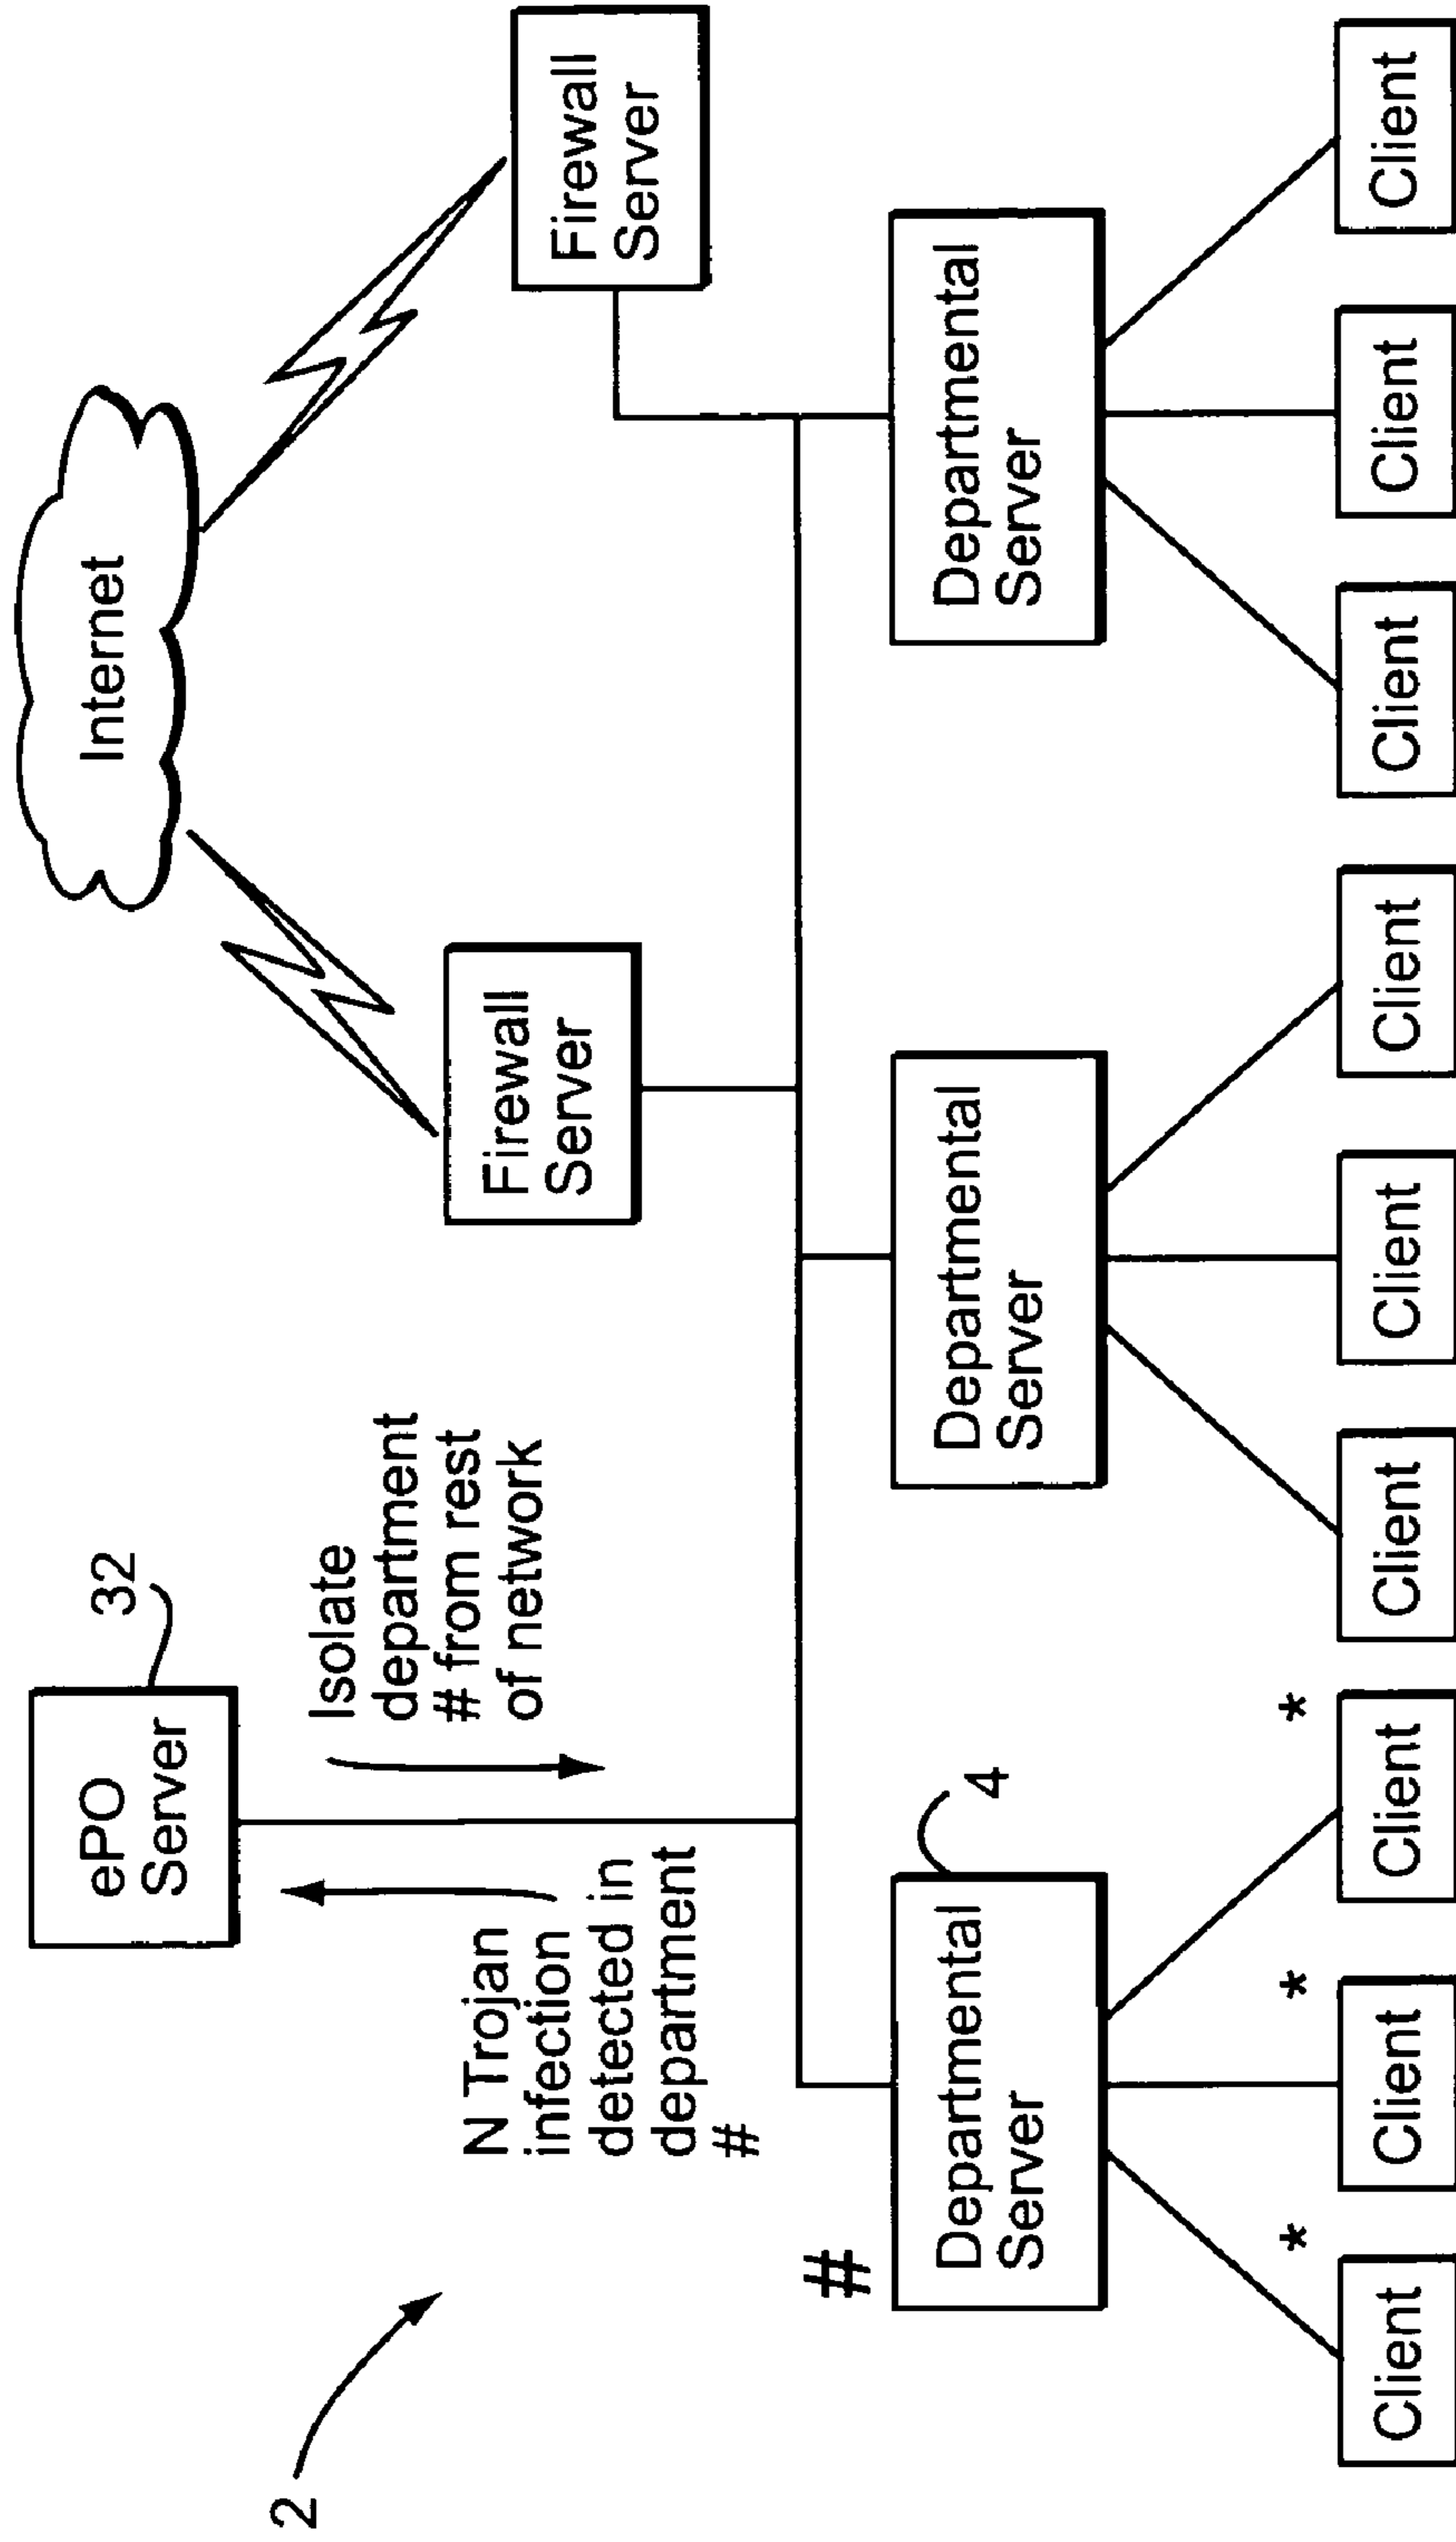 Internet
ePO
Server
32
Firewall
Server
Firewall
Server
Isolate
department
# from rest
of network
N Trojan
infection
detected in
department
#
2
#
4
Departmental
Server
Departmental
Server
Departmental
Server
*
*
*
Client
Client
Client
Client
Client
Client
Client
Client
Client